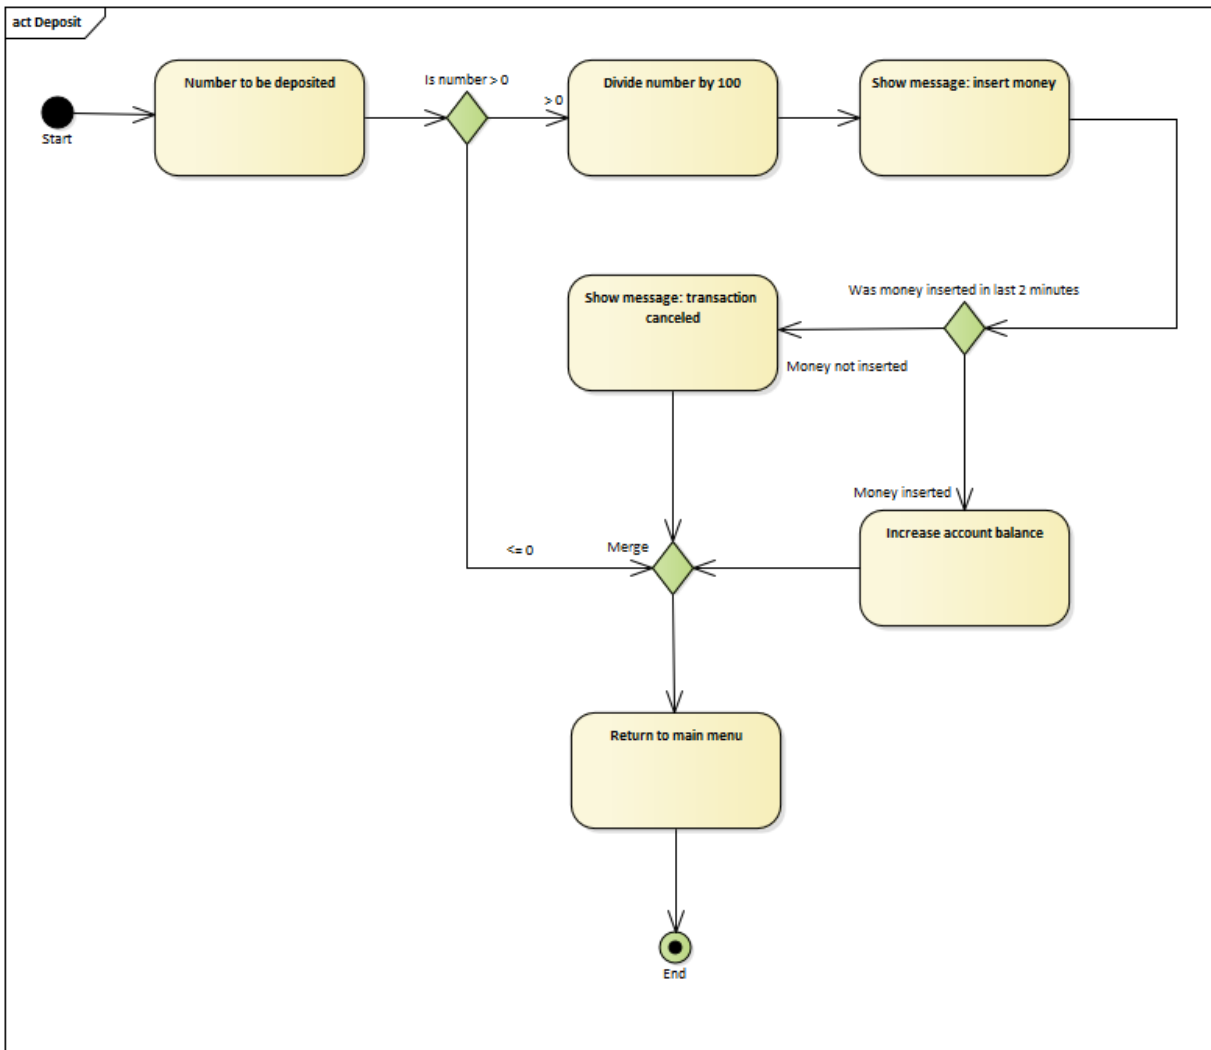 act Deposit
Number to be deposited
Is number > 0
> 0
Divide number by 100
Show message: insert money
Start
Show message: transaction
canceled
Was money inserted in last 2 minutes
Money not inserted
Money inserted
Increase account balance
<= 0
Merge
Return to main menu
End